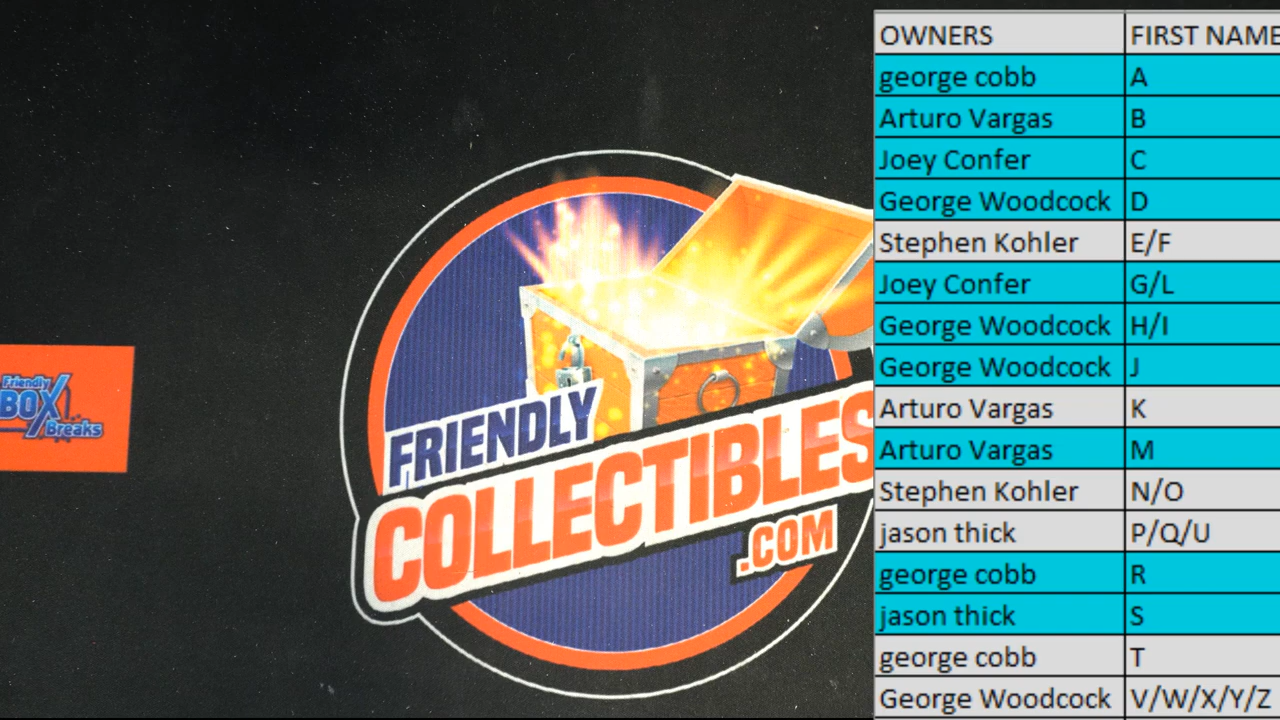 Friendly
BOX
Breaks
FRIENDLY
COLLECTIBLES
.COM
OWNERS FIRST NAME
george cobb A
Arturo Vargas B
Joey Confer C
George Woodcock D
Stephen Kohler E/F
Joey Confer G/L
George Woodcock H/I
George Woodcock J
Arturo Vargas K
Arturo Vargas M
Stephen Kohler N/O
jason thick P/Q/U
george cobb R
jason thick S
george cobb T
George Woodcock V/W/X/Y/Z